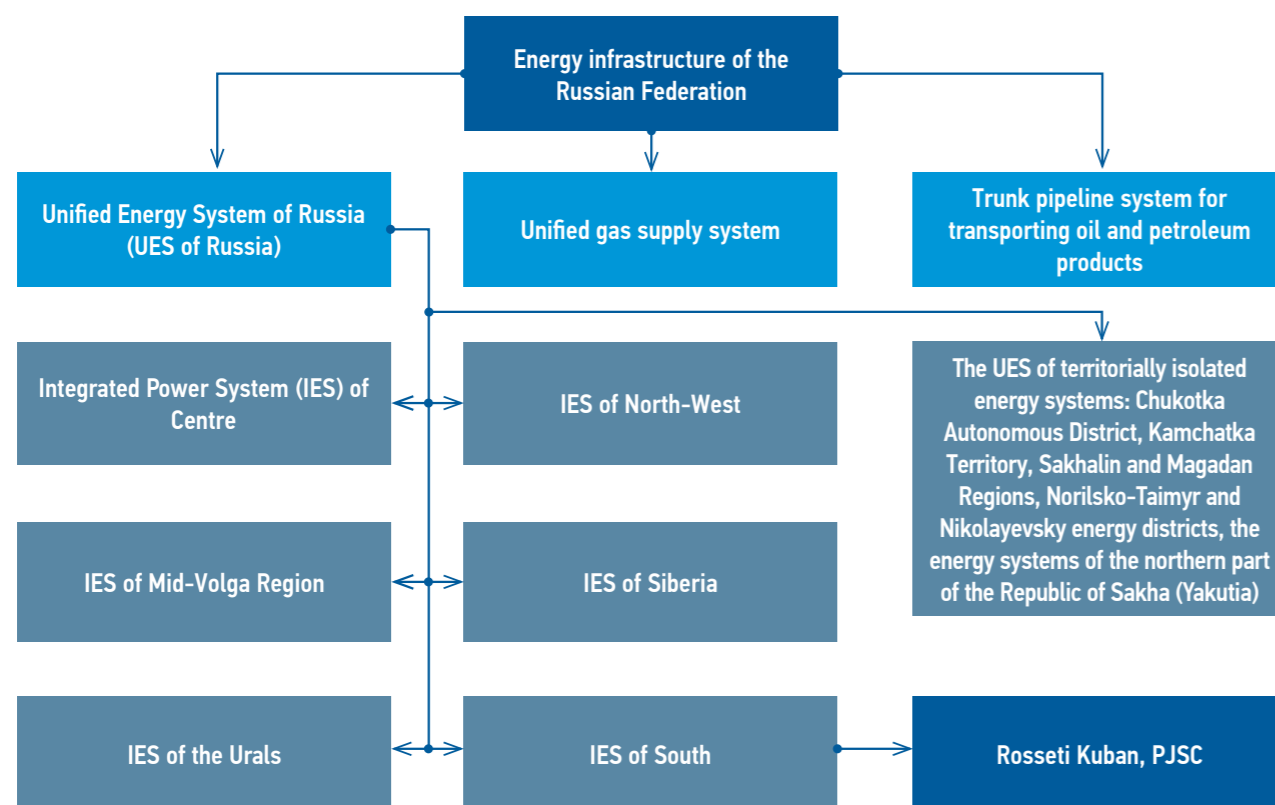 Energy infrastructure of the
Russian Federation
Unified Energy System of Russia
(UES of Russia)
Unified gas supply system
Trunk pipeline system for
transporting oil and petroleum
products
Integrated Power System (IES) of
Centre
IES of North-West
The UES of territorially isolated
energy systems: Chukotka
Autonomous District, Kamchatka
Territory, Sakhalin and Magadan
Regions, Norilsko-Taimyr and
Nikolayevsky energy districts, the
energy systems of the northern part
of the Republic of Sakha (Yakutia)
IES of Mid-Volga Region
IES of Siberia
IES of the Urals
IES of South
Rosseti Kuban, PJSC